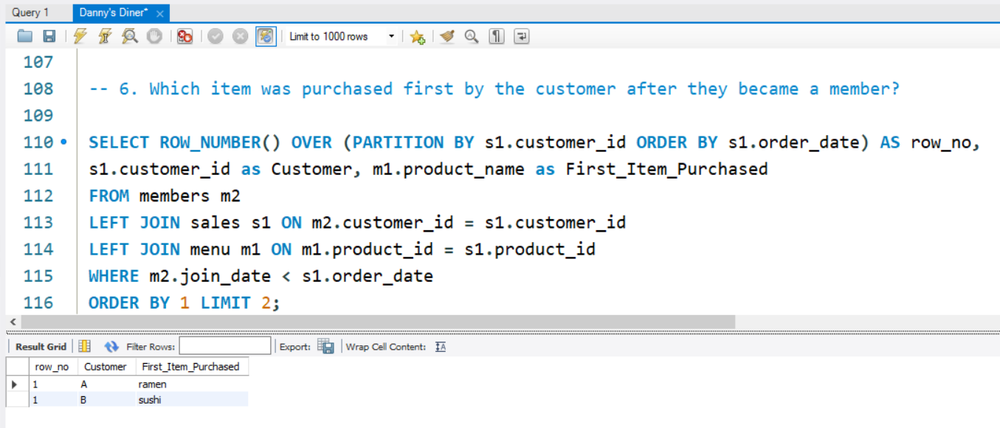 Query 1 Danny's Diner*
Limit to 1000 rows
107
108 -- 6. Which item was purchased first by the customer after they became a member?
109
110 SELECT ROW_NUMBER() OVER (PARTITION BY s1.customer_id ORDER BY s1.order_date) AS row_no,
111 s1.customer_id as Customer, m1.product_name as First_Item_Purchased
112 FROM members m2
113 LEFT JOIN sales s1 ON m2.customer_id = s1.customer_id
114 LEFT JOIN menu m1 ON m1.product_id = s1.product_id
115 WHERE m2.join_date < s1.order_date
116 ORDER BY 1 LIMIT 2;
Result Grid Filter Rows: Export: Wrap Cell Content:
row_no Customer First_Item_Purchased
1 A ramen
1 B sushi